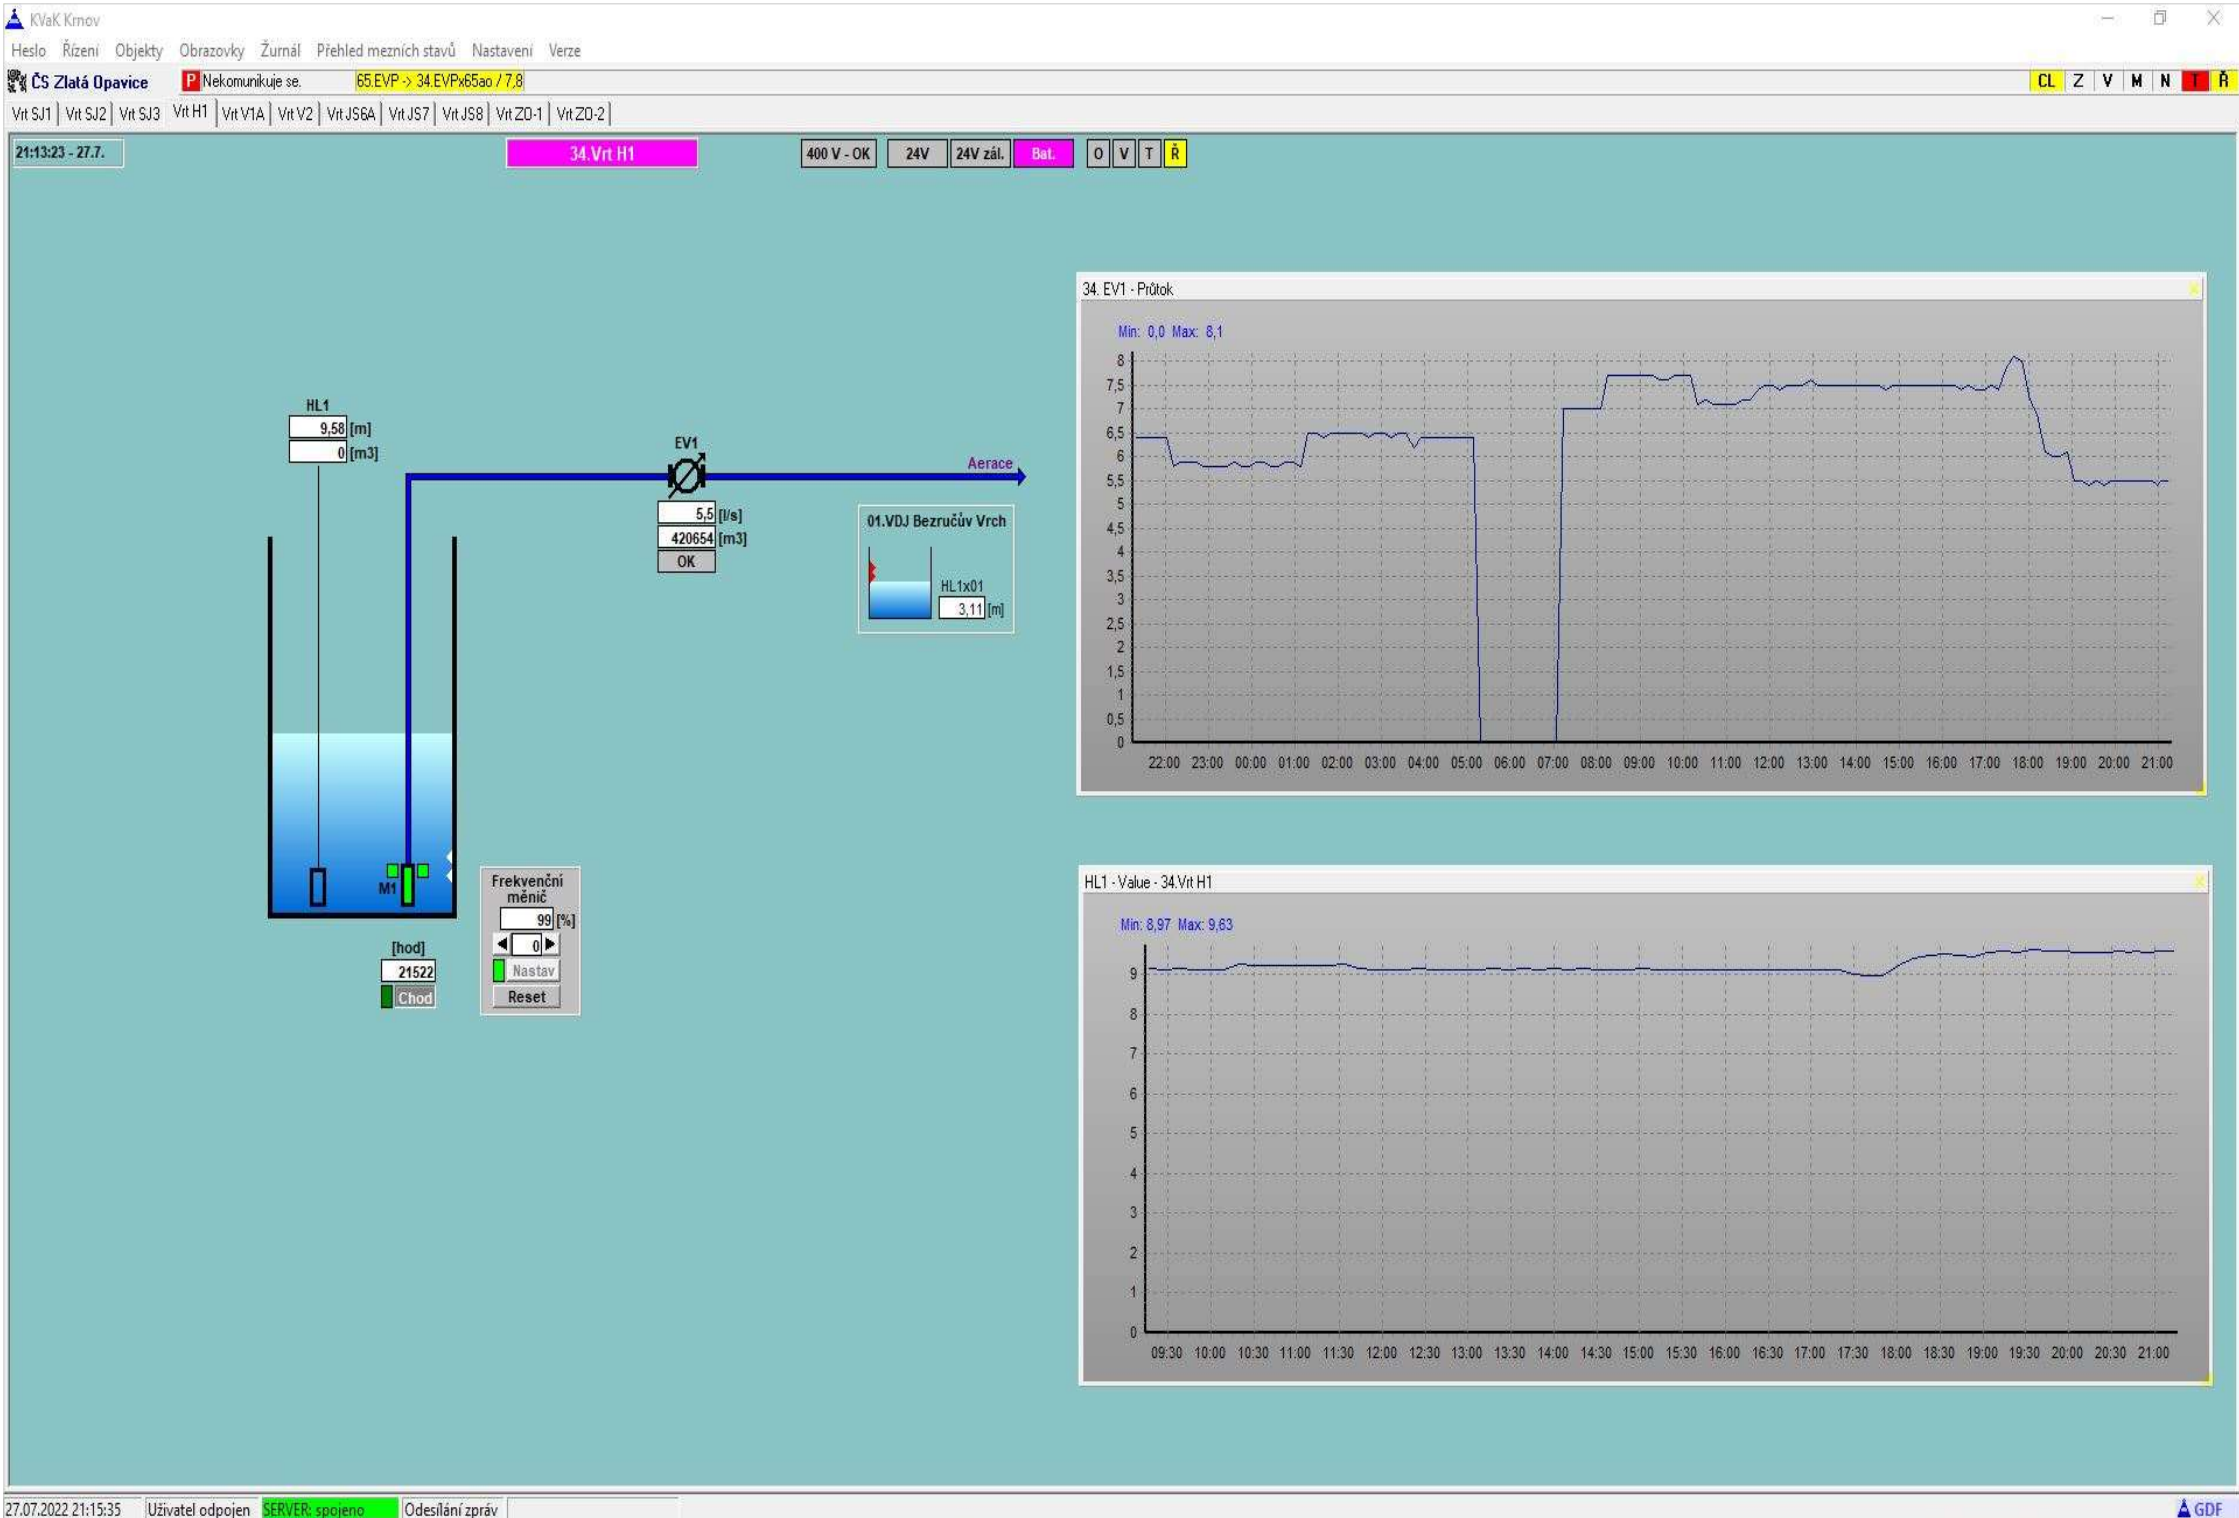 KVaK Krnov
Heslo Řízení Objekty Obrazovky Žurnál Přehled mezních stavů Nastavení Verze
ČS Zlatá Opavice P Nekomunikuje se. 65.EVP -> 34.EVPx65ao / 7,8 CL Z V M N T Ř
Vrt SJ1 Vrt SJ2 Vrt SJ3 Vrt H1 Vrt V1A Vrt V2 Vrt JS6A Vrt JS7 Vrt JS8 Vrt ZO-1 Vrt ZO-2
21:13:23 - 27.7. 34.Vrt H1 400 V - OK 24V 24V zál. Bat. O V T Ř
HL1
9,58 [m]
0 [m3]
EV1
5,5 [l/s]
420654 [m3]
OK
Aerace
01.VDJ Bezručův Vrch
HL1x01
3,11 [m]
M1
[hod]
21522
Chod
Frekvenční
měnič
99 [%]
0
Nastav
Reset
34. EV1 - Průtok
X
Min: 0,0 Max: 8,1
8
7,5
7
6,5
6
5,5
5
4,5
4
3,5
3
2,5
2
1,5
1
0,5
0
22:00 23:00 00:00 01:00 02:00 03:00 04:00 05:00 06:00 07:00 08:00 09:00 10:00 11:00 12:00 13:00 14:00 15:00 16:00 17:00 18:00 19:00 20:00 21:00
HL1 - Value - 34.Vrt H1
X
Min: 8,97 Max: 9,63
9
8
7
6
5
4
3
2
1
0
09:30 10:00 10:30 11:00 11:30 12:00 12:30 13:00 13:30 14:00 14:30 15:00 15:30 16:00 16:30 17:00 17:30 18:00 18:30 19:00 19:30 20:00 20:30 21:00
27.07.2022 21:15:35 Uživatel odpojen SERVER: spojeno Odesílání zpráv GDF